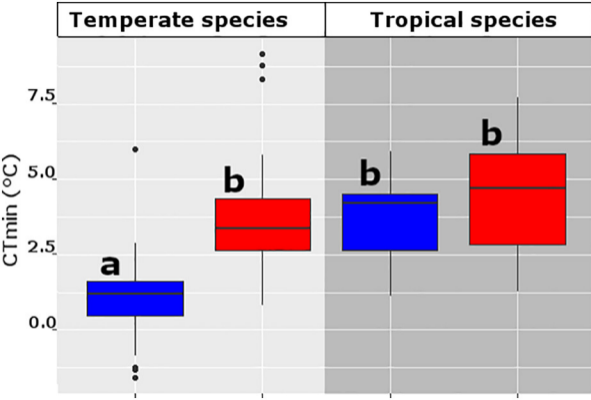 Temperate species
Tropical species
CTmin (°C)
7.5
5.0
2.5
0.0
a
b
b
b